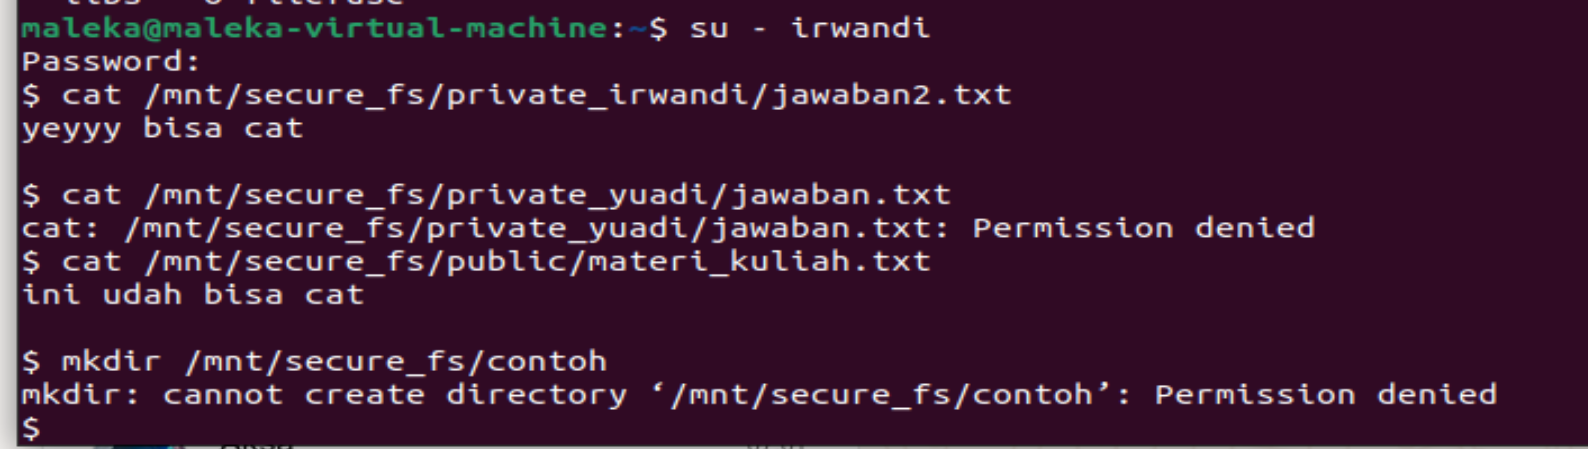 maleka@maleka-virtual-machine:~$ su - irwandi
Password:
$ cat /mnt/secure_fs/private_irwandi/jawaban2.txt
yeyyy bisa cat
$ cat /mnt/secure_fs/private_yuadi/jawaban.txt
cat: /mnt/secure_fs/private_yuadi/jawaban.txt: Permission denied
$ cat /mnt/secure_fs/public/materi_kuliah.txt
ini udah bisa cat
$ mkdir /mnt/secure_fs/contoh
mkdir: cannot create directory ‘/mnt/secure_fs/contoh’: Permission denied
$